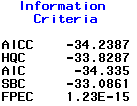 Information
Criteria
AICC -34.2387
HQC -33.8287
AIC -34.335
SBC -33.0861
FPEC 1.23E-15